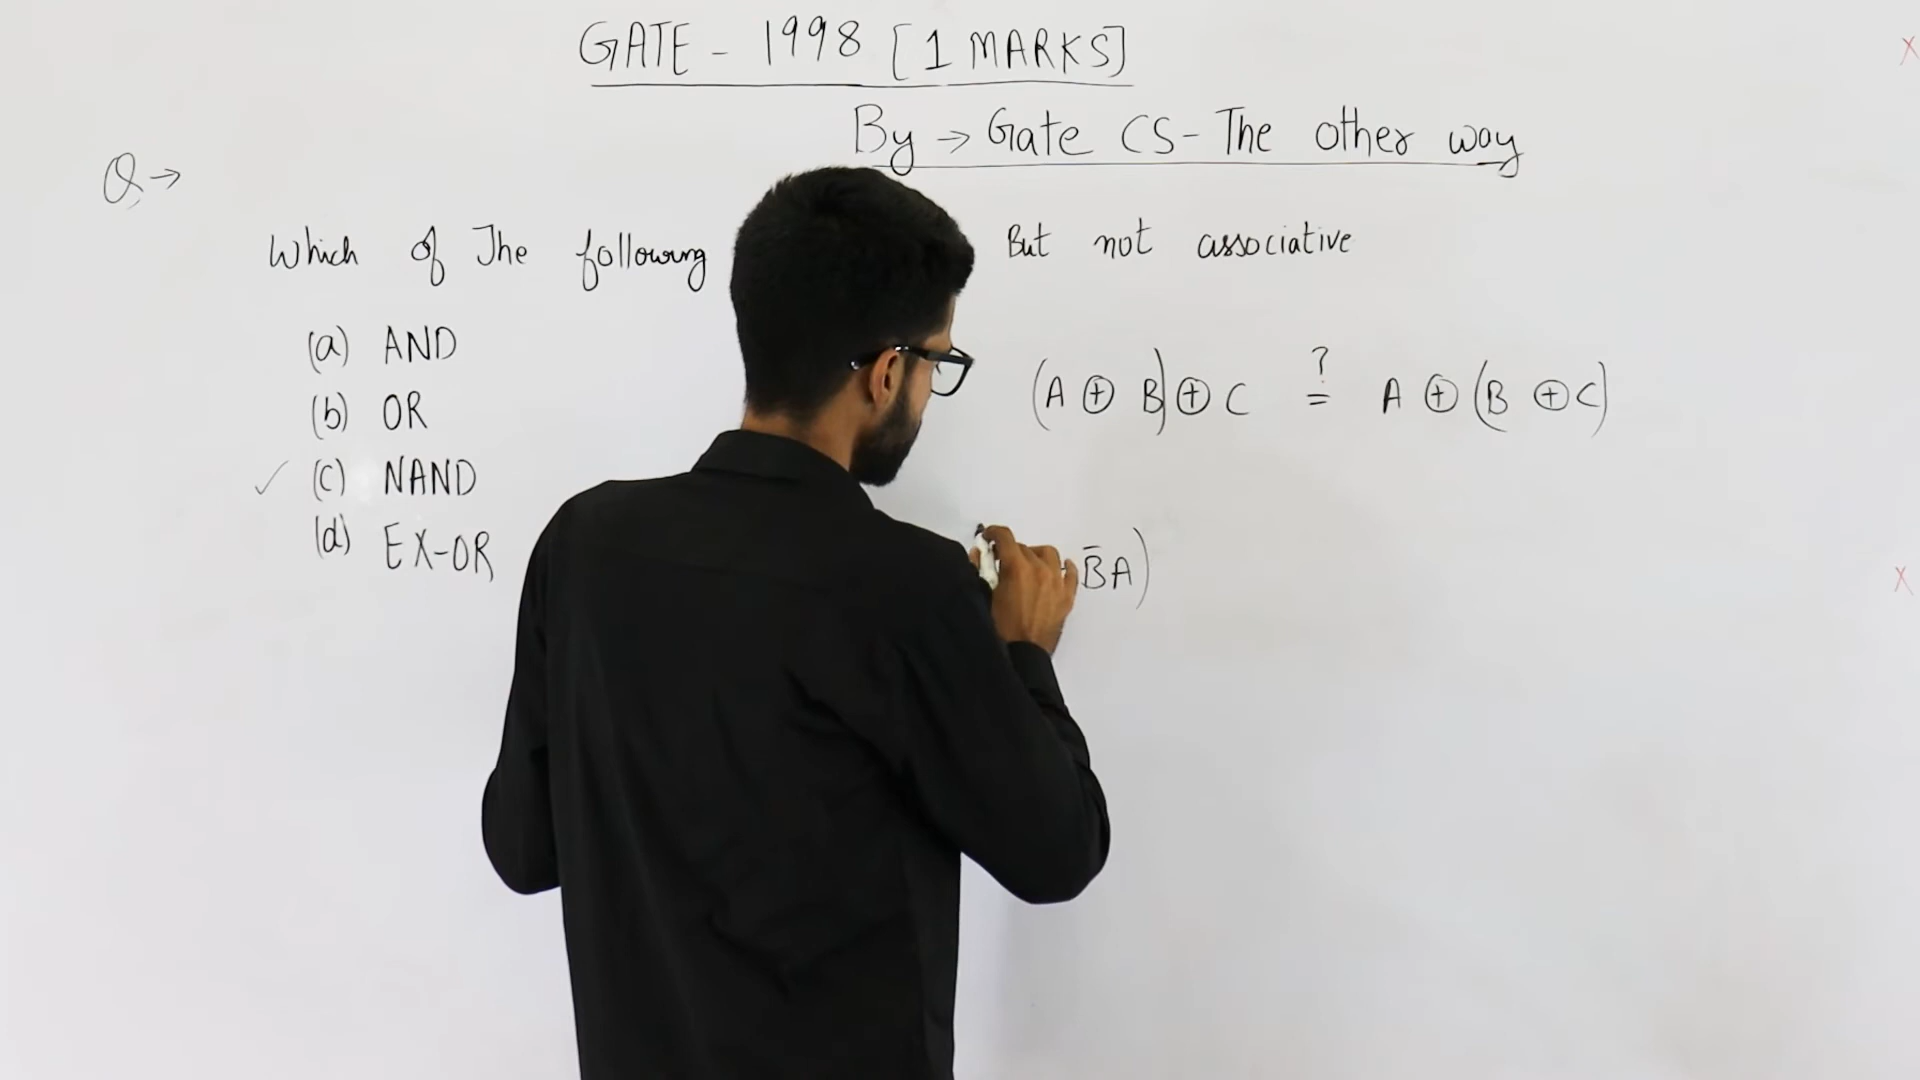 GATE - 1998 [1 MARKS]
By → Gate CS - The other way
Q →
Which of The following But not associative
(a) AND
(b) OR
✓ (c) NAND
(d) EX-OR
(A ⊕ B) ⊕ C ?= A ⊕ (B ⊕ C)
B̄A)
X
X